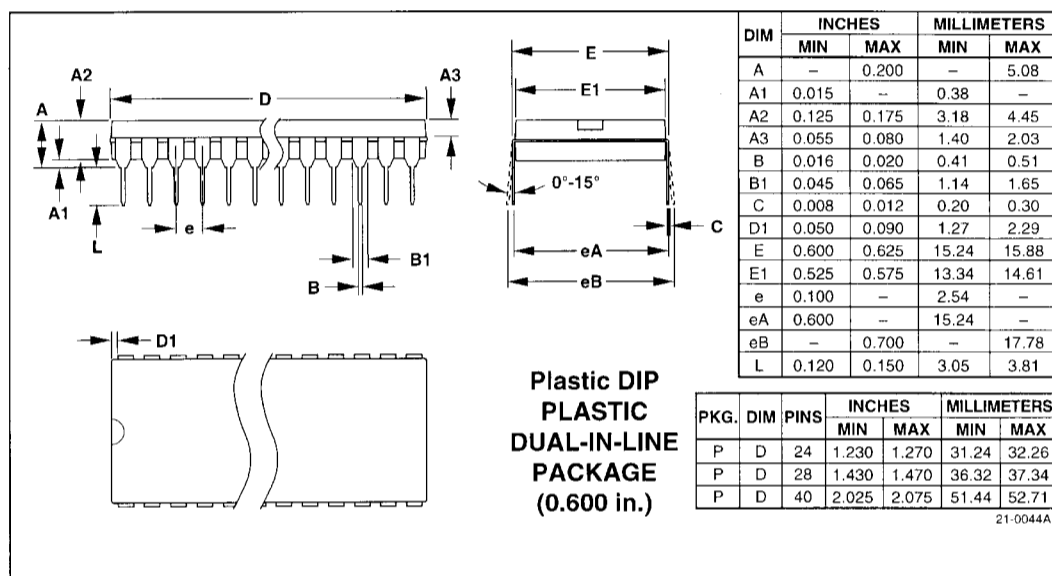 A2
A
A1
L
D
e
B
B1
A3
E
E1
0°-15°
C
eA
eB
D1
Plastic DIP
PLASTIC
DUAL-IN-LINE
PACKAGE
(0.600 in.)
DIM INCHES MILLIMETERS
MIN MAX MIN MAX
A – 0.200 – 5.08
A1 0.015 – 0.38 –
A2 0.125 0.175 3.18 4.45
A3 0.055 0.080 1.40 2.03
B 0.016 0.020 0.41 0.51
B1 0.045 0.065 1.14 1.65
C 0.008 0.012 0.20 0.30
D1 0.050 0.090 1.27 2.29
E 0.600 0.625 15.24 15.88
E1 0.525 0.575 13.34 14.61
e 0.100 – 2.54 –
eA 0.600 – 15.24 –
eB – 0.700 – 17.78
L 0.120 0.150 3.05 3.81
PKG. DIM PINS INCHES MILLIMETERS
MIN MAX MIN MAX
P D 24 1.230 1.270 31.24 32.26
P D 28 1.430 1.470 36.32 37.34
P D 40 2.025 2.075 51.44 52.71
21-0044A